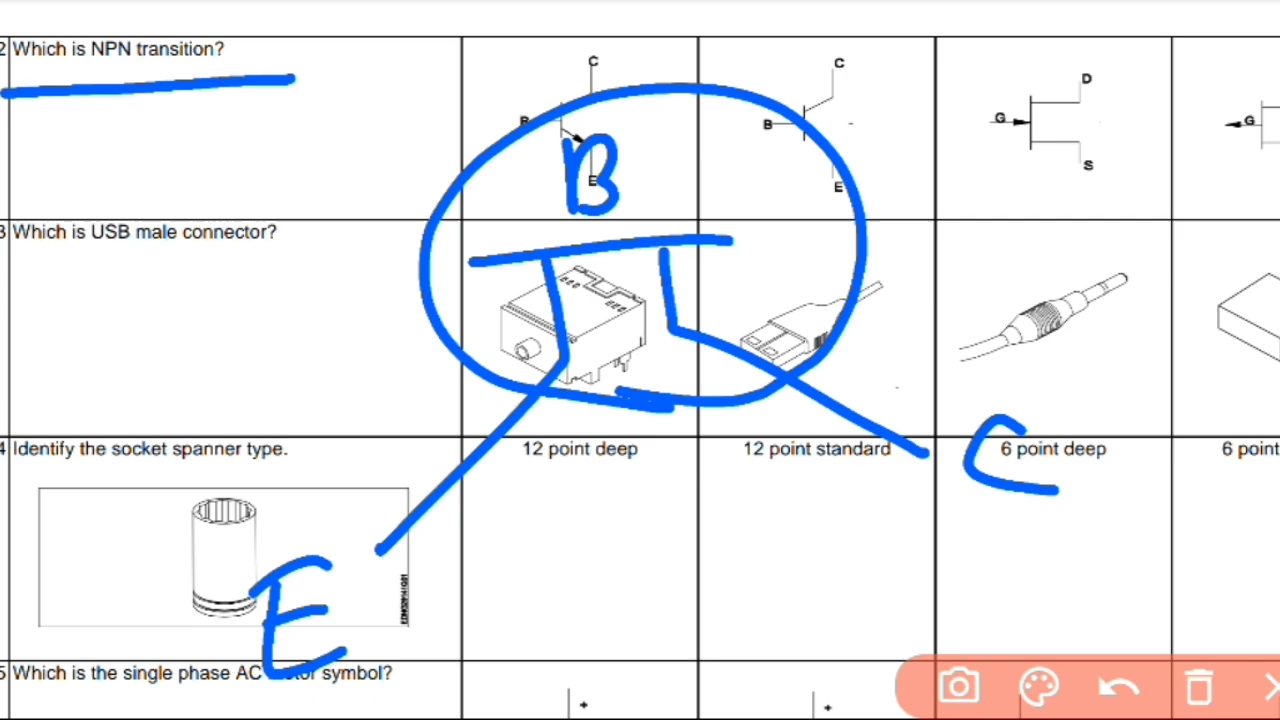 2 Which is NPN transition?
C
B
E
C
B
E
D
G
S
G
B
3 Which is USB male connector?
4 Identify the socket spanner type.
12 point deep
12 point standard
6 point deep
6 point
C
E
5 Which is the single phase AC motor symbol?
+
+